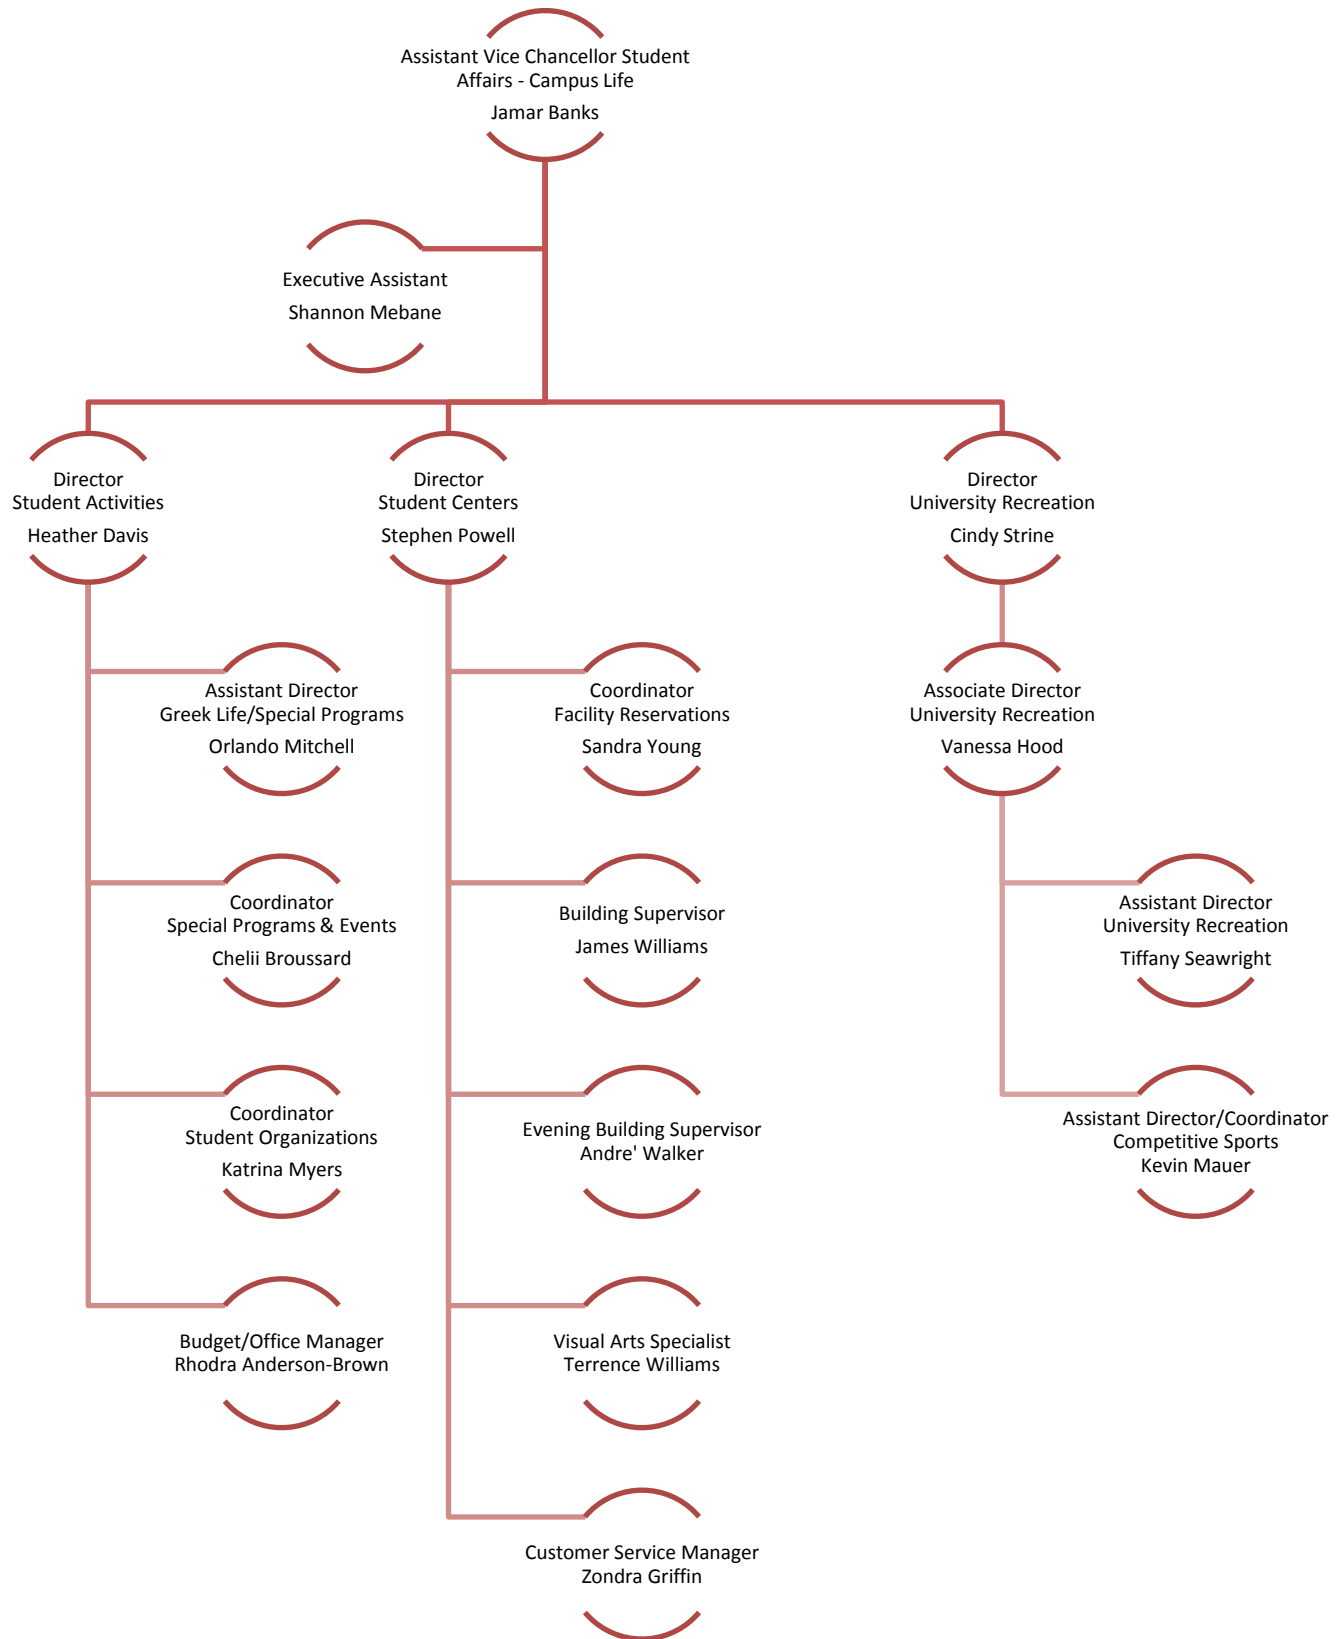 Assistant Vice Chancellor Student
Affairs - Campus Life
Jamar Banks
Executive Assistant
Shannon Mebane
Director
Student Activities
Heather Davis
Director
Student Centers
Stephen Powell
Director
University Recreation
Cindy Strine
Assistant Director
Greek Life/Special Programs
Orlando Mitchell
Coordinator
Facility Reservations
Sandra Young
Associate Director
University Recreation
Vanessa Hood
Coordinator
Special Programs & Events
Chelii Broussard
Building Supervisor
James Williams
Assistant Director
University Recreation
Tiffany Seawright
Coordinator
Student Organizations
Katrina Myers
Evening Building Supervisor
Andre' Walker
Assistant Director/Coordinator
Competitive Sports
Kevin Mauer
Budget/Office Manager
Rhodra Anderson-Brown
Visual Arts Specialist
Terrence Williams
Customer Service Manager
Zondra Griffin